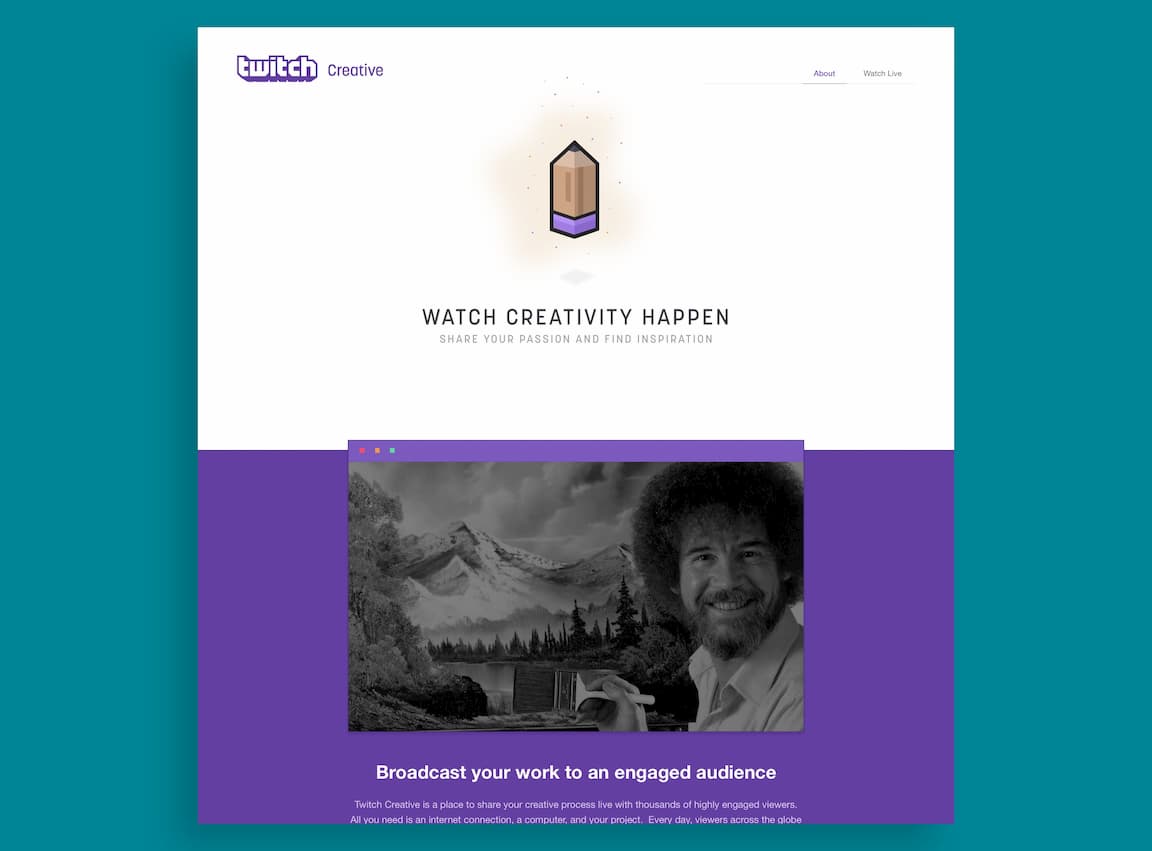 twitch Creative
About
Watch Live
WATCH CREATIVITY HAPPEN
SHARE YOUR PASSION AND FIND INSPIRATION
Broadcast your work to an engaged audience
Twitch Creative is a place to share your creative process live with thousands of highly engaged viewers.
All you need is an internet connection, a computer, and your project.  Every day, viewers across the globe